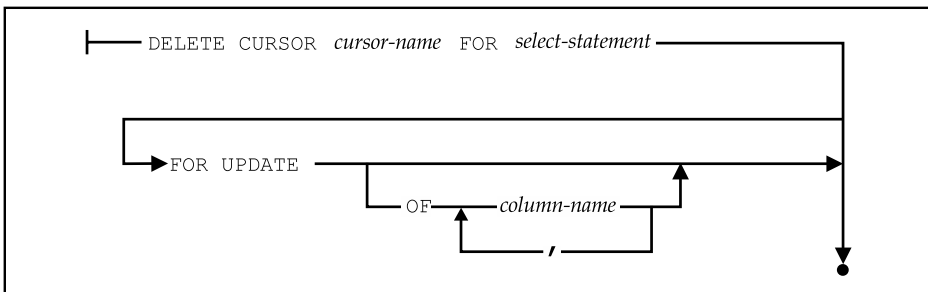 DELETE CURSOR cursor-name FOR select-statement
FOR UPDATE
OF column-name
,